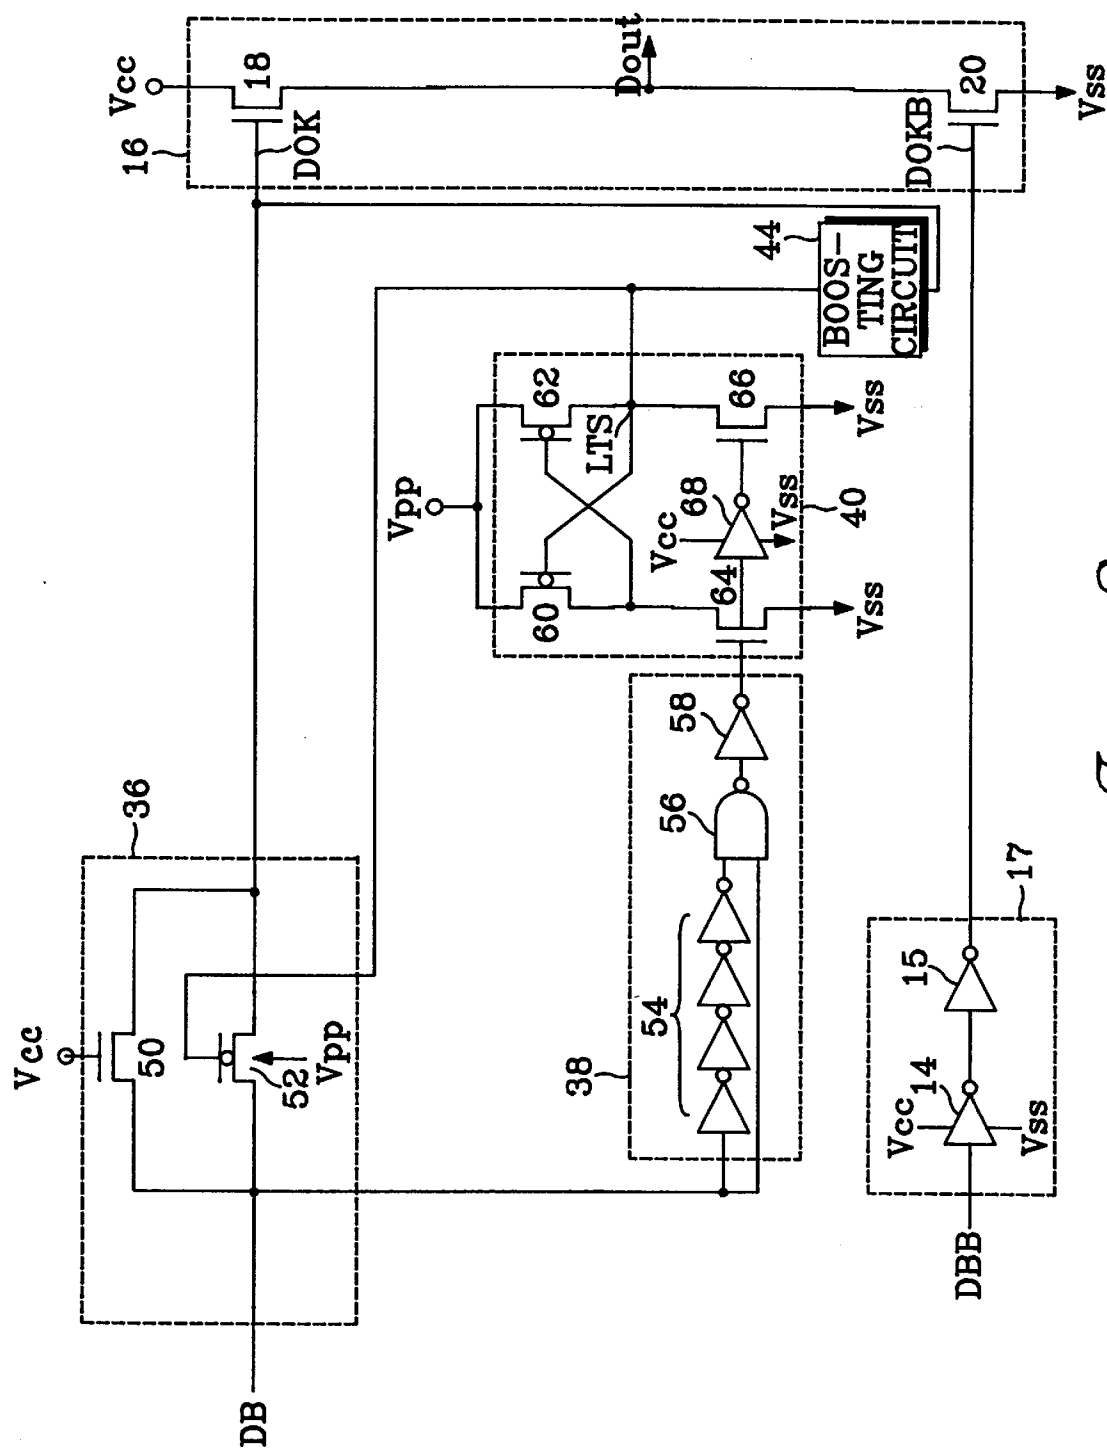 Vcc
16
18
DOK
Dout
DOKB
20
Vss
44
BOOS-
TING
CIRCUIT
Vpp
60
62
LTS
Vcc
68
64
66
Vss
Vss
Vss
40
36
Vcc
50
52
Vpp
DB
38
54
56
58
17
Vcc
14
15
Vss
DBB